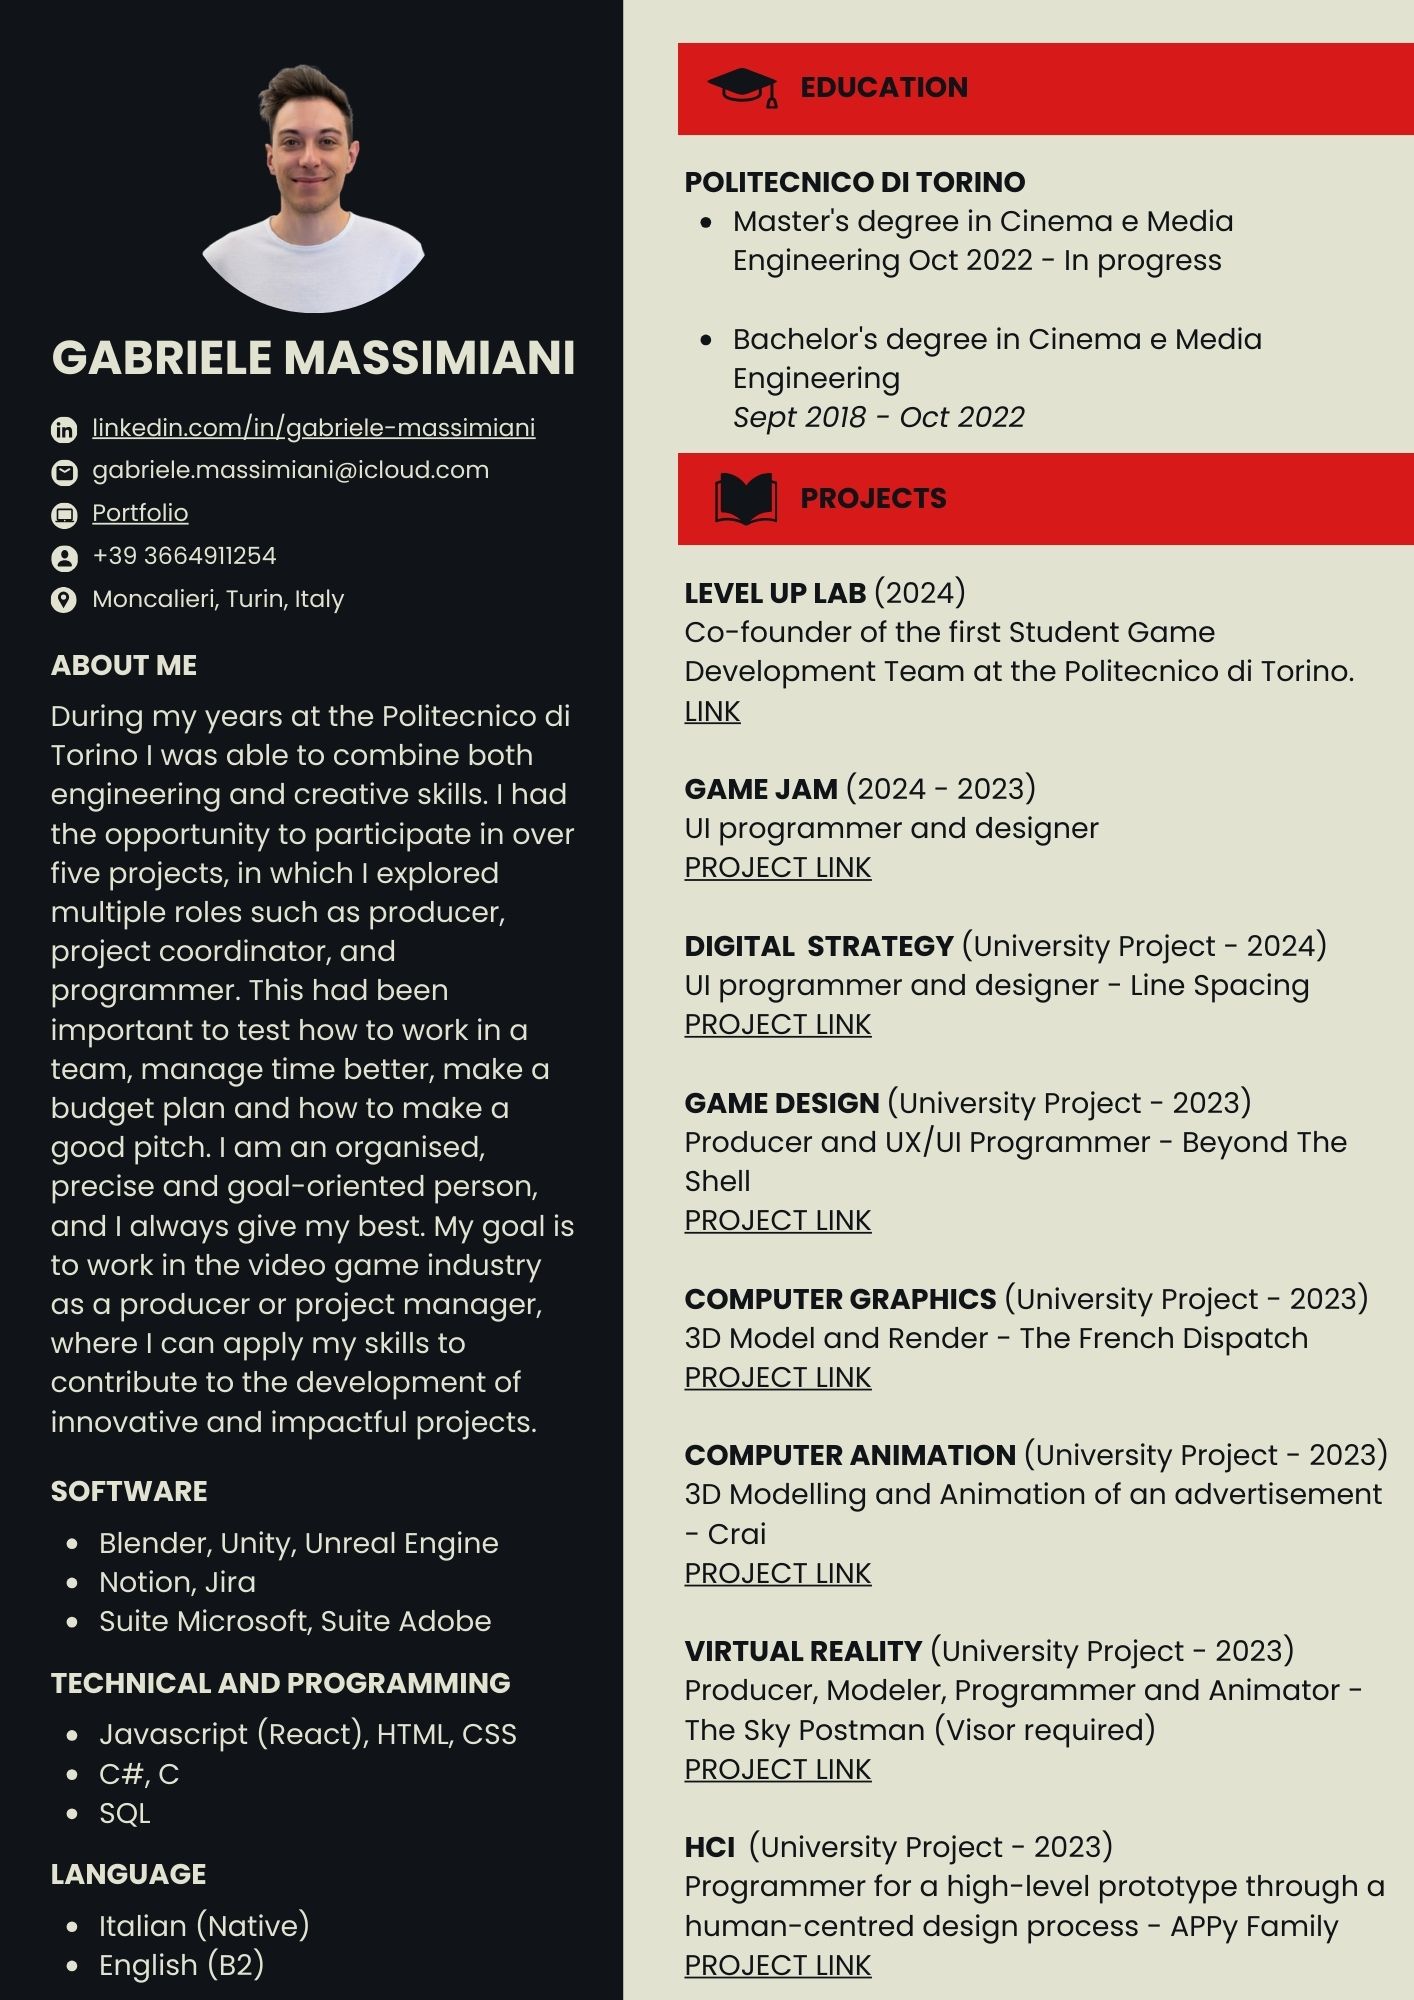 GABRIELE MASSIMIANI
linkedin.com/in/gabriele-massimiani
gabriele.massimiani@icloud.com
Portfolio
+39 3664911254
Moncalieri, Turin, Italy
ABOUT ME
During my years at the Politecnico di
Torino I was able to combine both
engineering and creative skills. I had
the opportunity to participate in over
five projects, in which I explored
multiple roles such as producer,
project coordinator, and
programmer. This had been
important to test how to work in a
team, manage time better, make a
budget plan and how to make a
good pitch. I am an organised,
precise and goal-oriented person,
and I always give my best. My goal is
to work in the video game industry
as a producer or project manager,
where I can apply my skills to
contribute to the development of
innovative and impactful projects.
SOFTWARE
• Blender, Unity, Unreal Engine
• Notion, Jira
• Suite Microsoft, Suite Adobe
TECHNICAL AND PROGRAMMING
• Javascript (React), HTML, CSS
• C#, C
• SQL
LANGUAGE
• Italian (Native)
• English (B2)
EDUCATION
POLITECNICO DI TORINO
• Master's degree in Cinema e Media
Engineering Oct 2022 - In progress
• Bachelor's degree in Cinema e Media
Engineering
Sept 2018 - Oct 2022
PROJECTS
LEVEL UP LAB (2024)
Co-founder of the first Student Game
Development Team at the Politecnico di Torino.
LINK
GAME JAM (2024 - 2023)
UI programmer and designer
PROJECT LINK
DIGITAL STRATEGY (University Project - 2024)
UI programmer and designer - Line Spacing
PROJECT LINK
GAME DESIGN (University Project - 2023)
Producer and UX/UI Programmer - Beyond The
Shell
PROJECT LINK
COMPUTER GRAPHICS (University Project - 2023)
3D Model and Render - The French Dispatch
PROJECT LINK
COMPUTER ANIMATION (University Project - 2023)
3D Modelling and Animation of an advertisement
- Crai
PROJECT LINK
VIRTUAL REALITY (University Project - 2023)
Producer, Modeler, Programmer and Animator -
The Sky Postman (Visor required)
PROJECT LINK
HCI (University Project - 2023)
Programmer for a high-level prototype through a
human-centred design process - APPy Family
PROJECT LINK